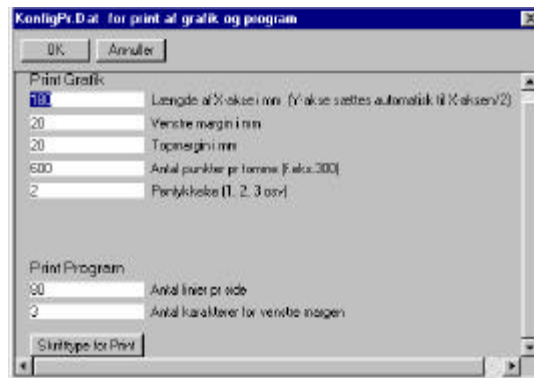 KonfigPr.Dat for print af grafik og program
OK Annuller
Print Grafik
180 Længde af X-akse i mm (Y-akse sættes automatisk til X-aksen/2)
20 Venstre margin i mm
20 Topmargin i mm
600 Antal punkter pr tomme (f.eks.300)
2 Pentykkelse (1, 2, 3 osv)
Print Program
Antal linier pr side
3 Antal karakterer for venstre margen
Skrifttype for Print